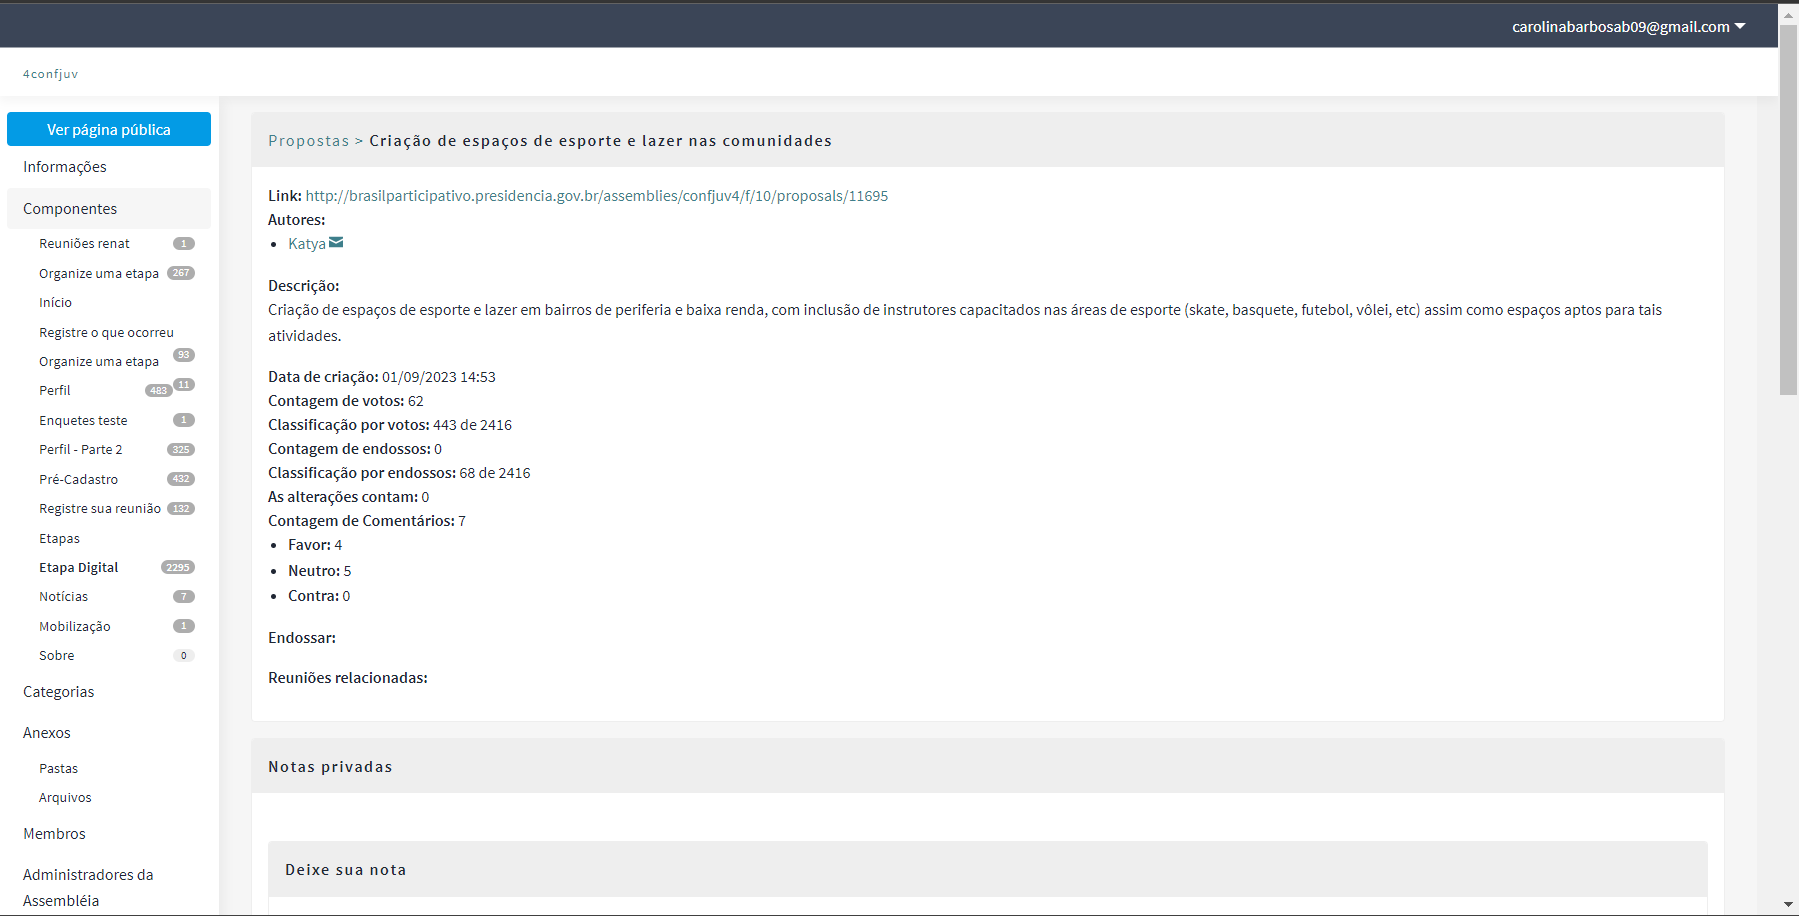 carolinabarbosab09@gmail.com
4confjuv
Ver página pública
Informações
Componentes
Reuniões renat 1
Organize uma etapa 267
Início
Registre o que ocorreu
93
Organize uma etapa
11
Perfil 483
Enquetes teste 1
Perfil - Parte 2 325
Pré-Cadastro 432
Registre sua reunião 132
Etapas
Etapa Digital 2295
Notícias 7
Mobilização 1
Sobre 0
Categorias
Anexos
Pastas
Arquivos
Membros
Administradores da
Assembléia
Propostas > Criação de espaços de esporte e lazer nas comunidades
Link: http://brasilparticipativo.presidencia.gov.br/assemblies/confjuv4/f/10/proposals/11695
Autores:
• Katya
Descrição:
Criação de espaços de esporte e lazer em bairros de periferia e baixa renda, com inclusão de instrutores capacitados nas áreas de esporte (skate, basquete, futebol, vôlei, etc) assim como espaços aptos para tais
atividades.
Data de criação: 01/09/2023 14:53
Contagem de votos: 62
Classificação por votos: 443 de 2416
Contagem de endossos: 0
Classificação por endossos: 68 de 2416
As alterações contam: 0
Contagem de Comentários: 7
• Favor: 4
• Neutro: 5
• Contra: 0
Endossar:
Reuniões relacionadas:
Notas privadas
Deixe sua nota